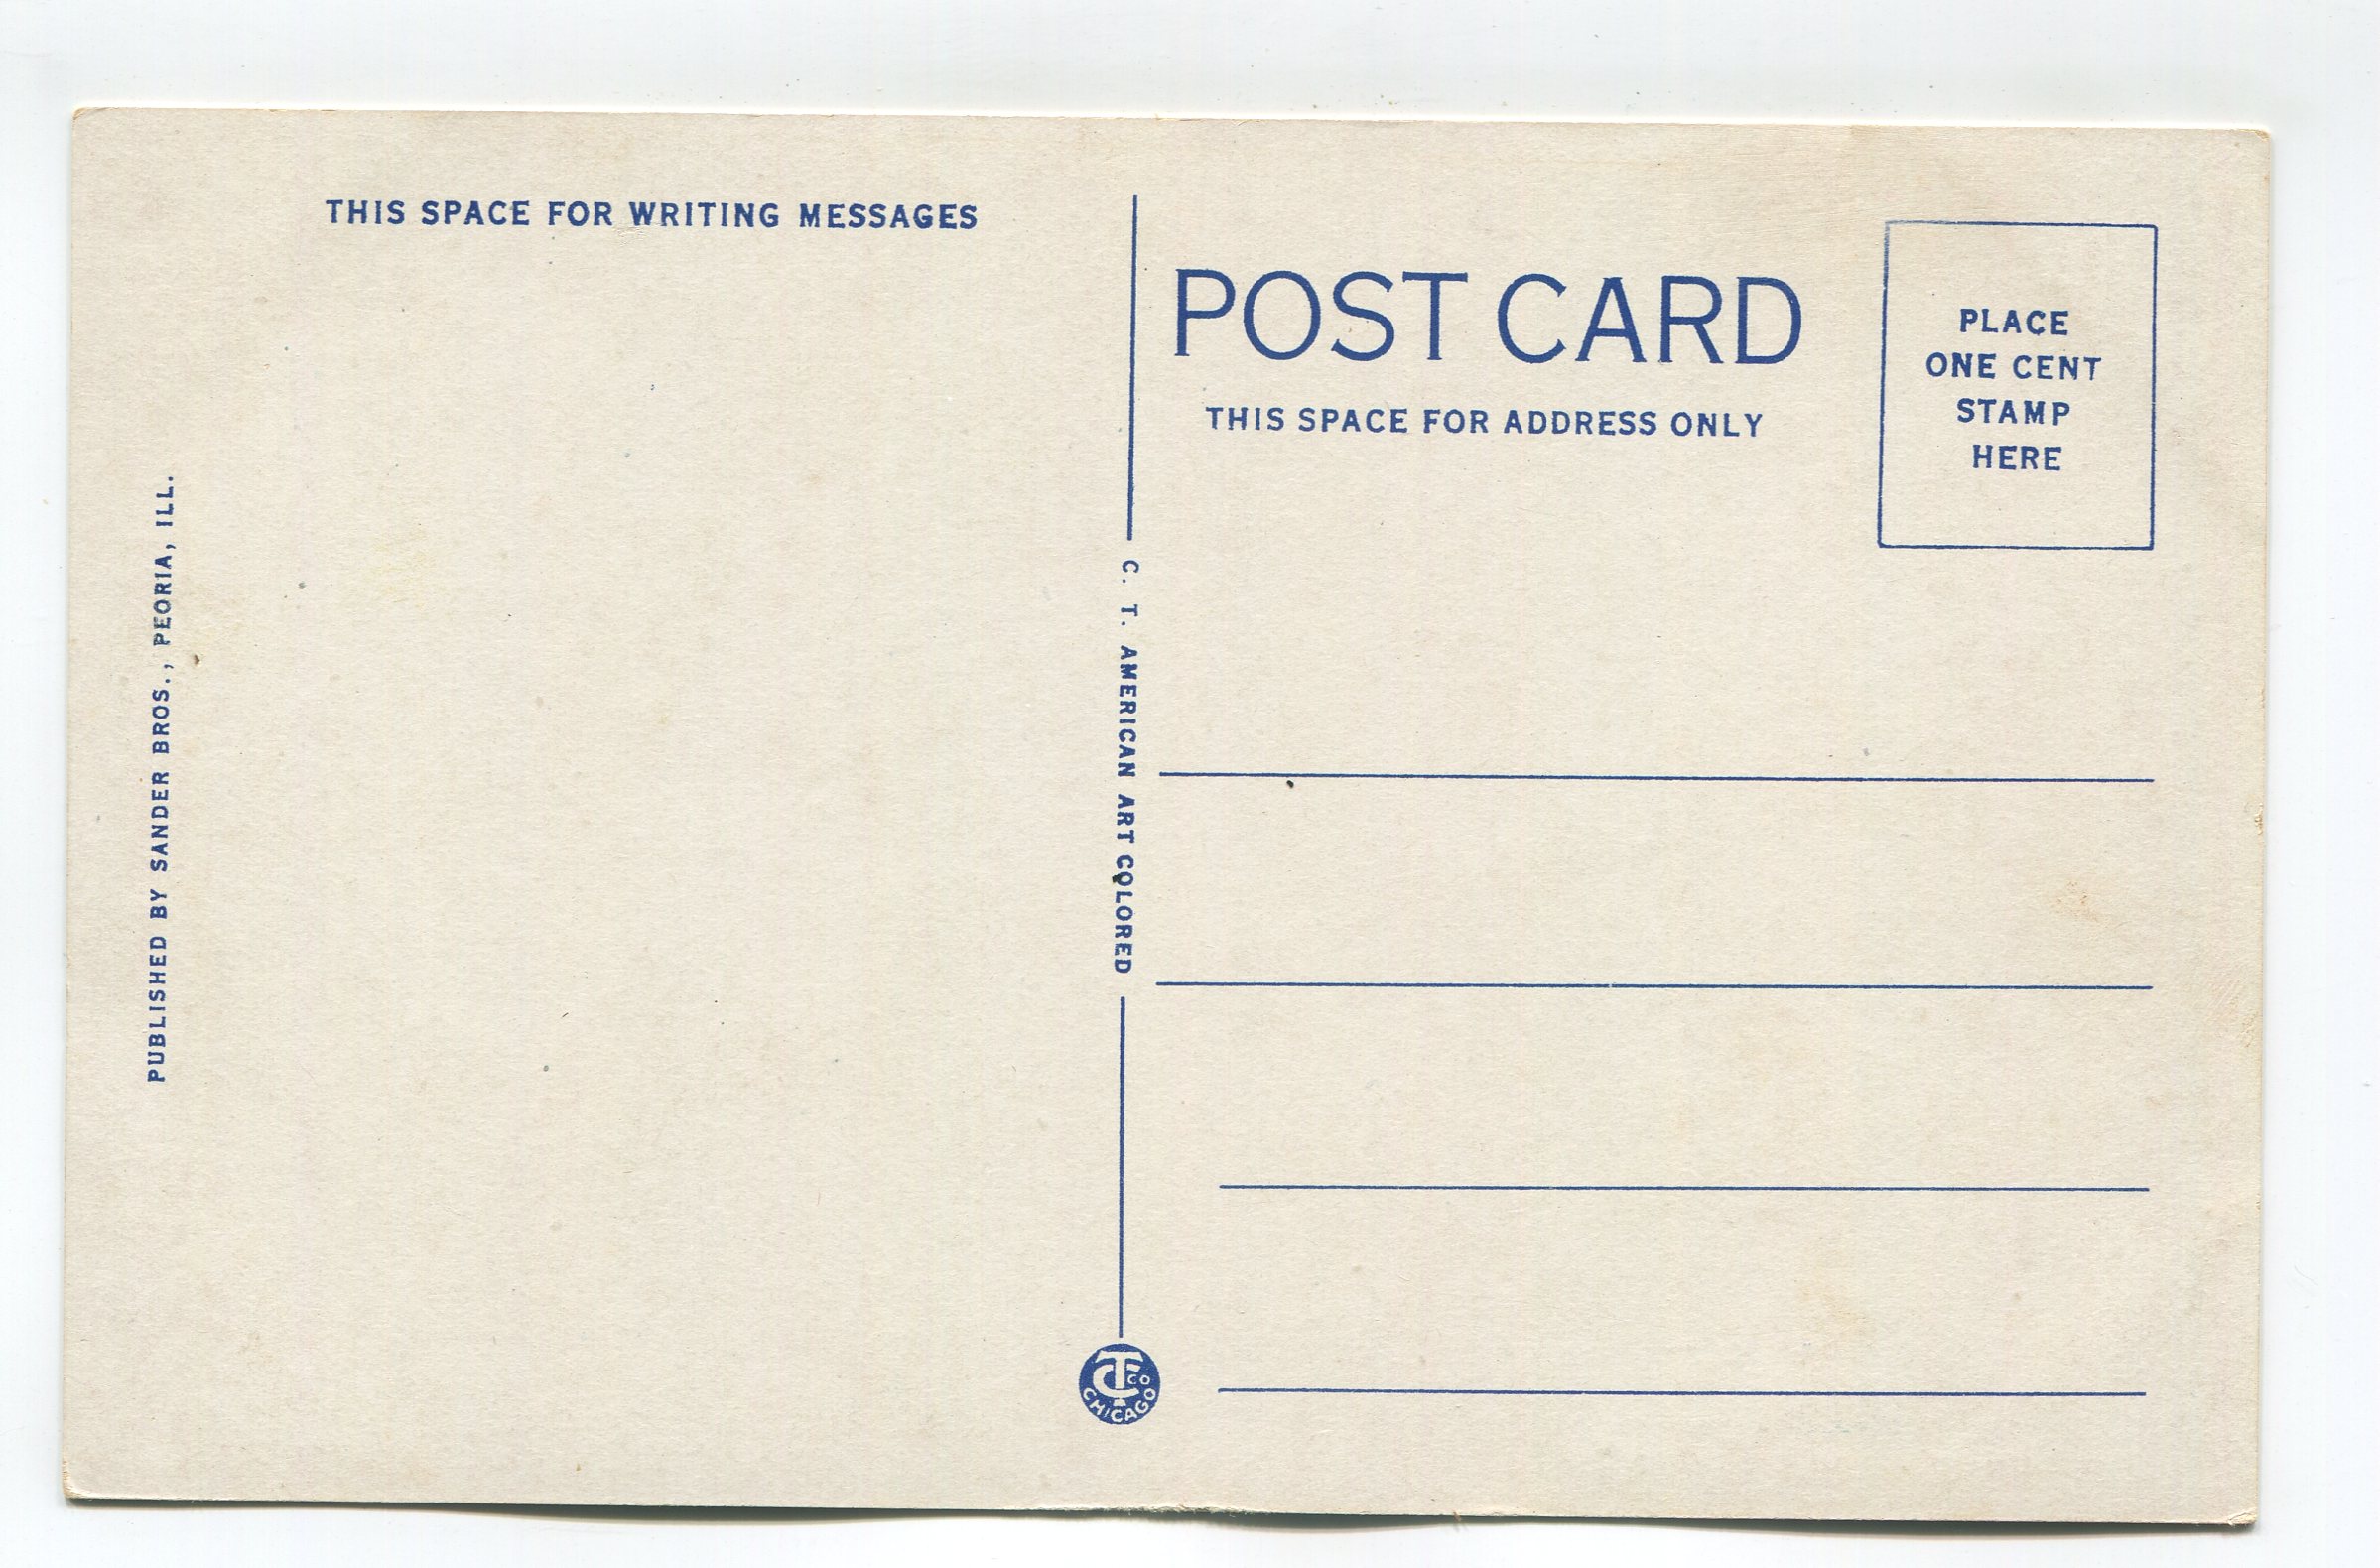 THIS SPACE FOR WRITING MESSAGES
PUBLISHED BY SANDER BROS., PEORIA, ILL.
C. T. AMERICAN ART COLORED
CT CO
CHICAGO
POST CARD
THIS SPACE FOR ADDRESS ONLY
PLACE
ONE CENT
STAMP
HERE